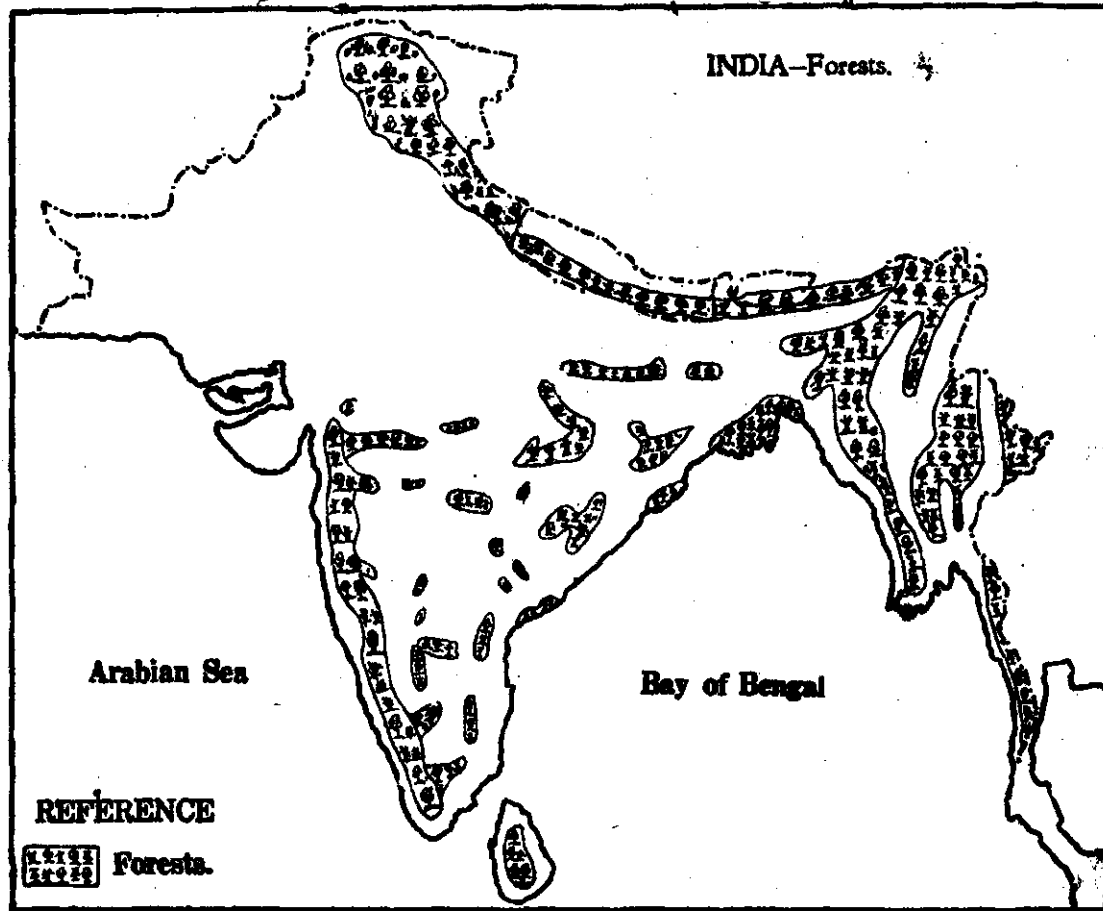 INDIA–Forests.
Arabian Sea
Bay of Bengal
REFERENCE
Forests.